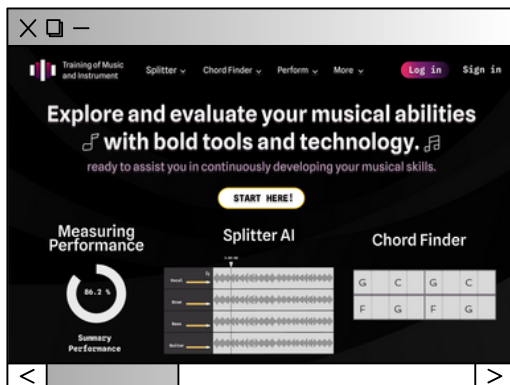 Training of Music
and Instrument
Splitter
Chord Finder
Perform
More
Log in
Sign in
Explore and evaluate your musical abilities
with bold tools and technology.
ready to assist you in continuously developing your musical skills.
START HERE!
Measuring
Performance
86.2 %
Summary
Performance
Splitter AI
Vocal
Drum
Bass
Guitar
Chord Finder
G C G C
F G F G